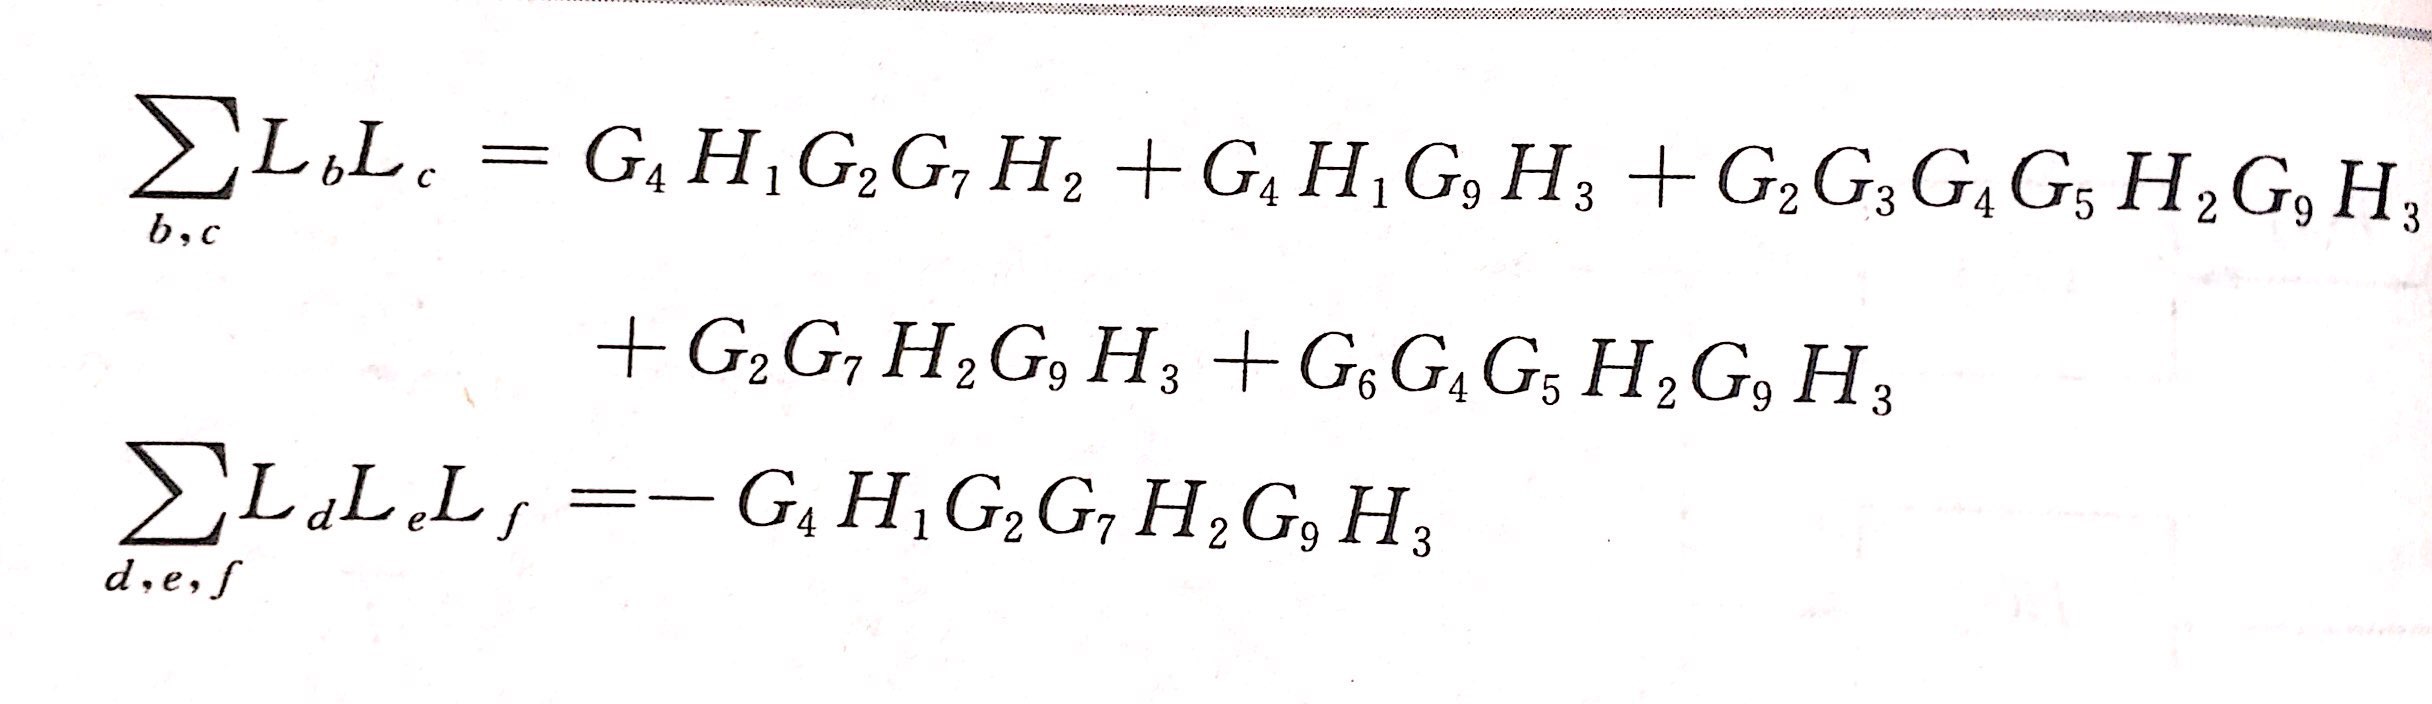 ∑_{b,c} L_b L_c = G_4 H_1 G_2 G_7 H_2 + G_4 H_1 G_9 H_3 + G_2 G_3 G_4 G_5 H_2 G_9 H_3
+ G_2 G_7 H_2 G_9 H_3 + G_6 G_4 G_5 H_2 G_9 H_3
∑_{d,e,f} L_d L_e L_f = − G_4 H_1 G_2 G_7 H_2 G_9 H_3